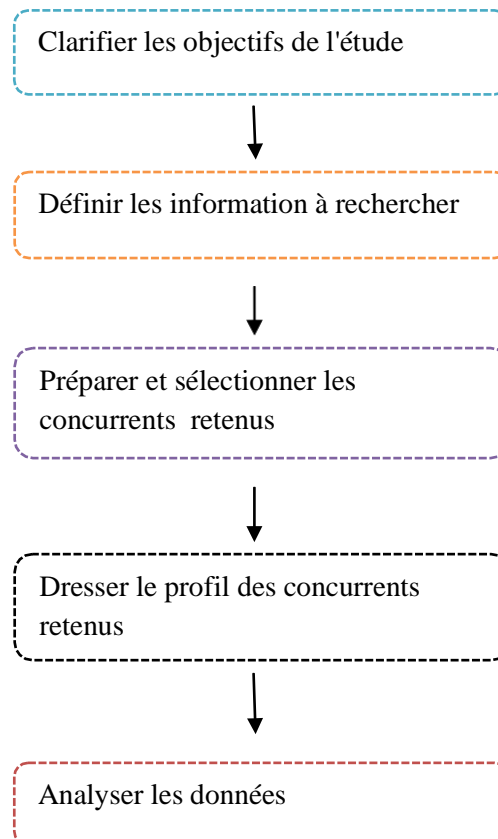 Clarifier les objectifs de l'étude
Définir les information à rechercher
Préparer et sélectionner les
concurrents retenus
Dresser le profil des concurrents
retenus
Analyser les données